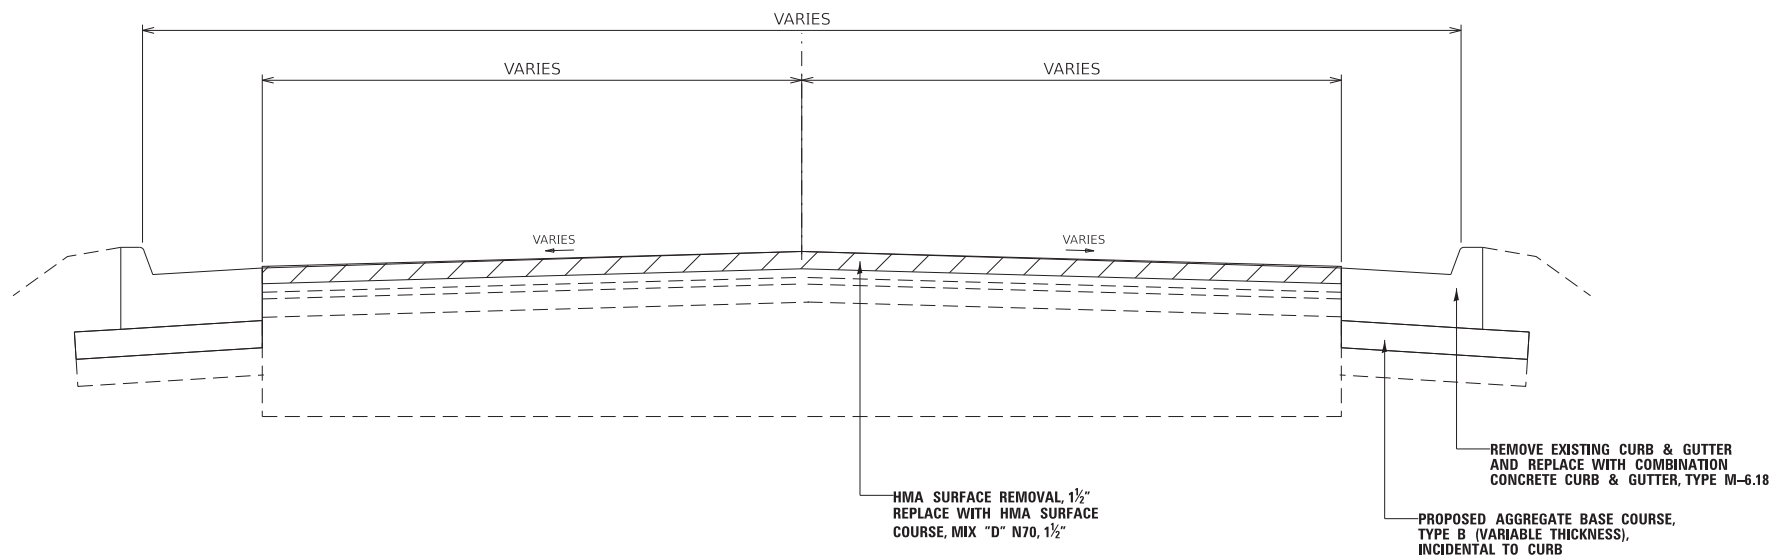 VARIES
VARIES
VARIES
VARIES
VARIES
HMA SURFACE REMOVAL, 1½"
REPLACE WITH HMA SURFACE
COURSE, MIX "D" N70, 1½"
REMOVE EXISTING CURB & GUTTER
AND REPLACE WITH COMBINATION
CONCRETE CURB & GUTTER, TYPE M–6.18
PROPOSED AGGREGATE BASE COURSE,
TYPE B (VARIABLE THICKNESS),
INCIDENTAL TO CURB